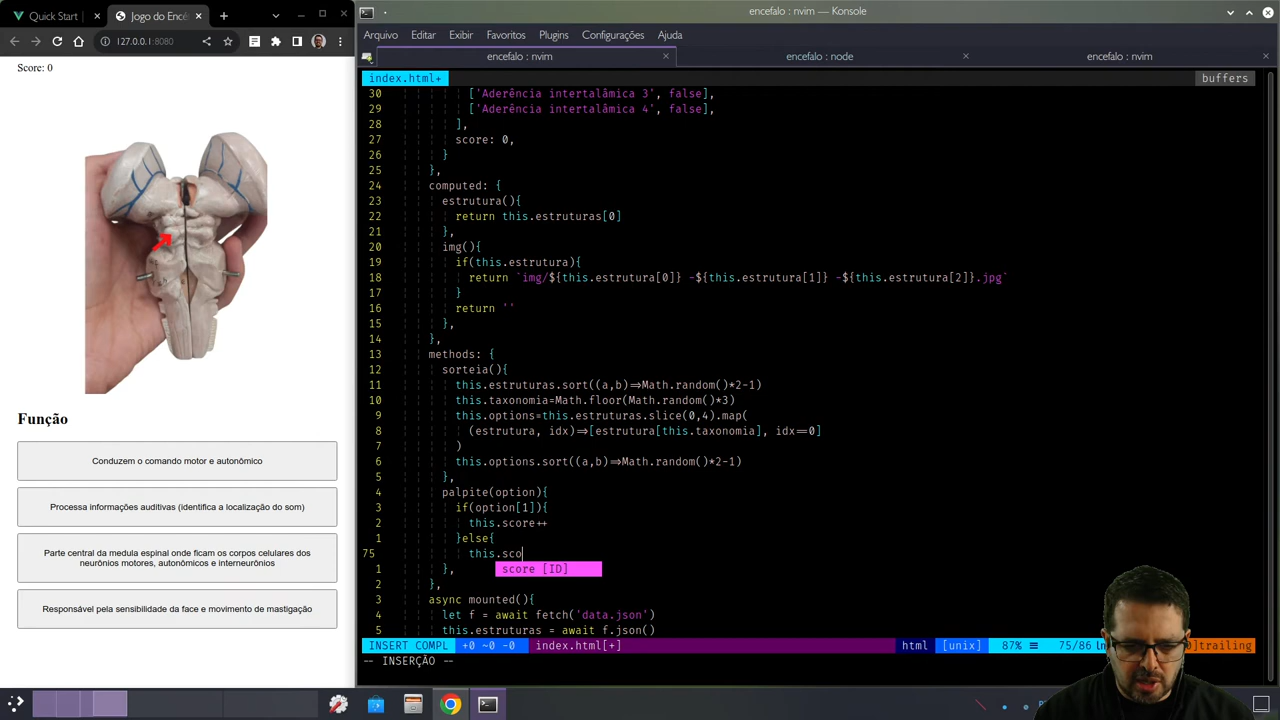 Quick Start
Jogo do Encé
encefalo : nvim — Konsole
127.0.0.1:8080
Arquivo Editar Exibir Favoritos Plugins Configurações Ajuda
encefalo : nvim
encefalo : node
encefalo : nvim
Score: 0
index.html+
buffers
30 ['Aderência intertalâmica 3', false],
29 ['Aderência intertalâmica 4', false],
28 ],
27 score: 0,
26 }
25 },
24 computed: {
23 estrutura(){
22 return this.estruturas[0]
21 },
20 img(){
19 if(this.estrutura){
18 return `img/${this.estrutura[0]} -${this.estrutura[1]} -${this.estrutura[2]}.jpg`
17 }
16 return ''
15 },
14 },
13 methods: {
12 sorteia(){
11 this.estruturas.sort((a,b)=>Math.random()*2-1)
10 this.taxonomia=Math.floor(Math.random()*3)
9 this.options=this.estruturas.slice(0,4).map(
8 (estrutura, idx)=>[estrutura[this.taxonomia], idx==0]
7 )
6 this.options.sort((a,b)=>Math.random()*2-1)
5 },
4 palpite(option){
3 if(option[1]){
2 this.score++
1 }else{
75 this.sco
score [ID]
1 },
2 },
3 async mounted(){
4 let f = await fetch('data.json')
5 this.estruturas = await f.json()
Função
Conduzem o comando motor e autonômico
Processa informações auditivas (identifica a localização do som)
Parte central da medula espinal onde ficam os corpos celulares dos
neurônios motores, autonômicos e interneurônios
Responsável pela sensibilidade da face e movimento de mastigação
INSERT COMPL +0 ~0 -0 index.html[+] html [unix] 87% 75/86 ]trailing
-- INSERÇÃO --